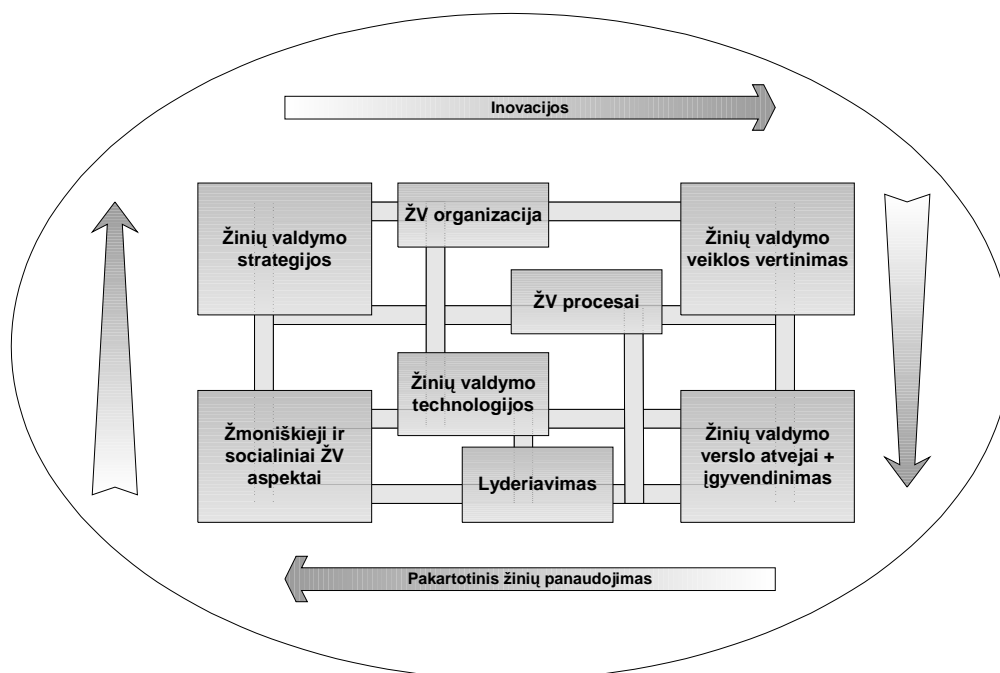 Inovacijos
Žinių valdymo
strategijos
ŽV organizacija
Žinių valdymo
veiklos vertinimas
ŽV procesai
Žinių valdymo
technologijos
Žmoniškieji ir
socialiniai ŽV
aspektai
Lyderiavimas
Žinių valdymo
verslo atvejai +
įgyvendinimas
Pakartotinis žinių panaudojimas